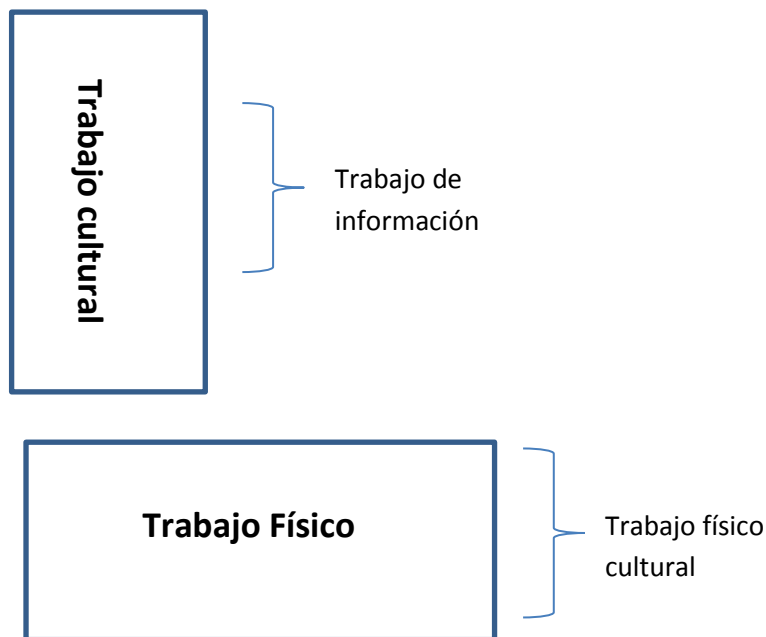 Trabajo cultural
Trabajo de
información
Trabajo Físico
Trabajo físico
cultural